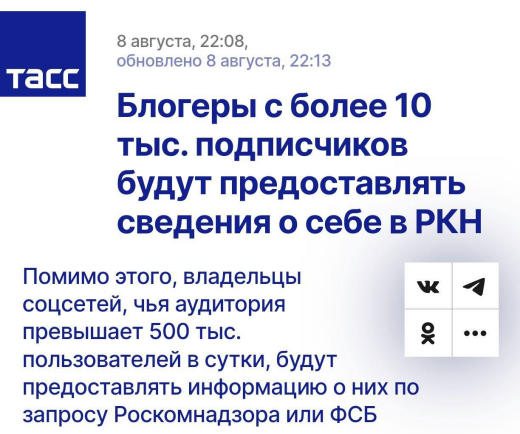 тасс
8 августа, 22:08,
обновлено 8 августа, 22:13
Блогеры с более 10
тыс. подписчиков
будут предоставлять
сведения о себе в РКН
Помимо этого, владельцы
соцсетей, чья аудитория
превышает 500 тыс.
пользователей в сутки, будут
предоставлять информацию о них по
запросу Роскомнадзора или ФСБ